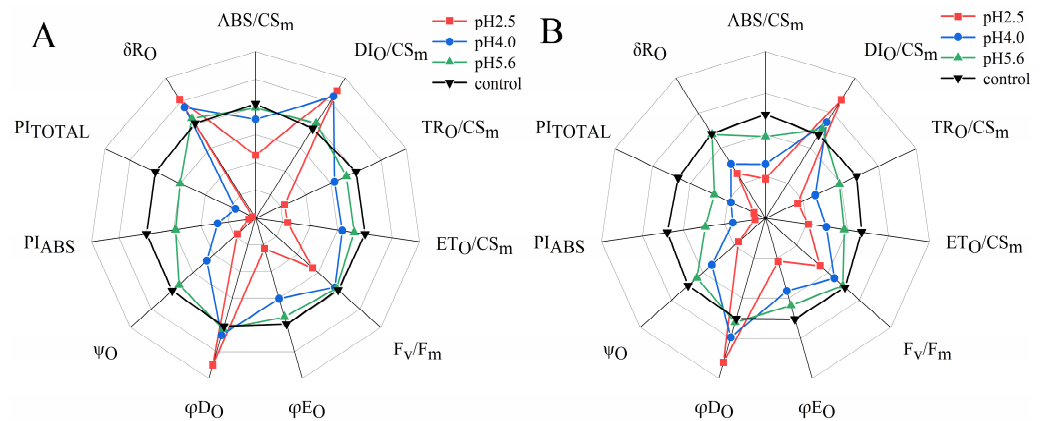 A
ΛBS/CSm
DIO/CSm
TRO/CSm
ETO/CSm
Fv/Fm
φEO
φDO
ψO
PIABS
PITOTAL
δRO
pH2.5
pH4.0
pH5.6
control
B
ΛBS/CSm
DIO/CSm
TRO/CSm
ETO/CSm
Fv/Fm
φEO
φDO
ψO
PIABS
PITOTAL
δRO
pH2.5
pH4.0
pH5.6
control